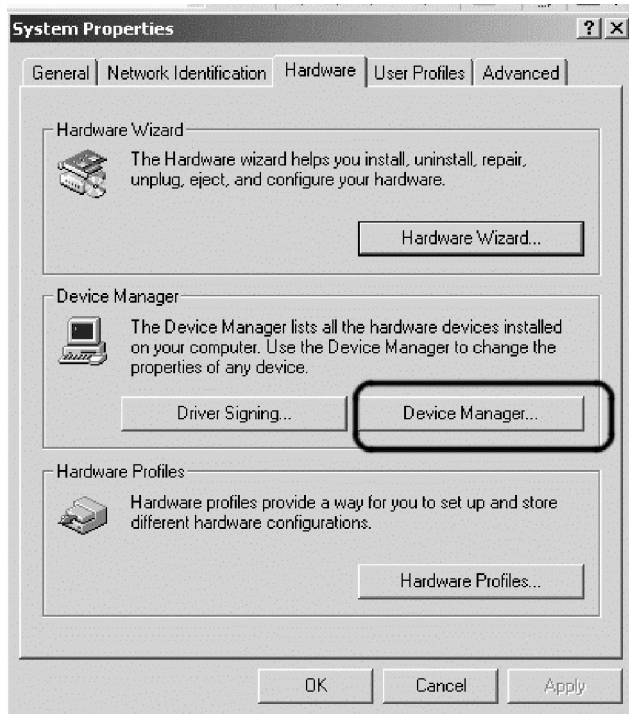 System Properties
General Network Identification Hardware User Profiles Advanced
Hardware Wizard
The Hardware wizard helps you install, uninstall, repair,
unplug, eject, and configure your hardware.
Hardware Wizard...
Device Manager
The Device Manager lists all the hardware devices installed
on your computer. Use the Device Manager to change the
properties of any device.
Driver Signing... Device Manager...
Hardware Profiles
Hardware profiles provide a way for you to set up and store
different hardware configurations.
Hardware Profiles...
OK Cancel Apply